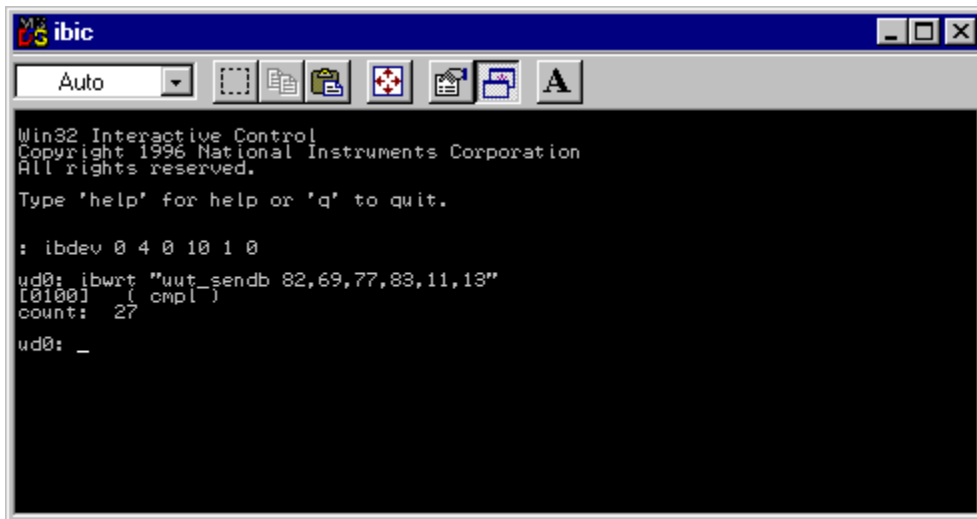 ibic
Auto
A
Win32 Interactive Control
Copyright 1996 National Instruments Corporation
All rights reserved.
Type 'help' for help or 'q' to quit.
: ibdev 0 4 0 10 1 0
ud0: ibwrt "uut_sendb 82,69,77,83,11,13"
[0100]   ( cmpl )
count:  27
ud0: _